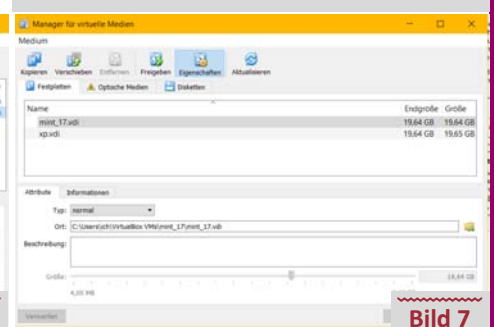 Manager für virtuelle Medien
Medium
Kopieren Verschieben Entfernen Freigeben Eigenschaften Aktualisieren
Festplatten Optische Medien Disketten
Name Endgröße Größe
mint_17.vdi 19,64 GB 19,64 GB
xp.vdi 19,64 GB 19,65 GB
Attribute Informationen
Typ: normal
Ort: C:\Users\ich\VirtualBox VMs\mint_17\mint_17.vdi
Beschreibung:
Größe: 19,64 GB
4,00 MB
Verwerfen
Bild 7